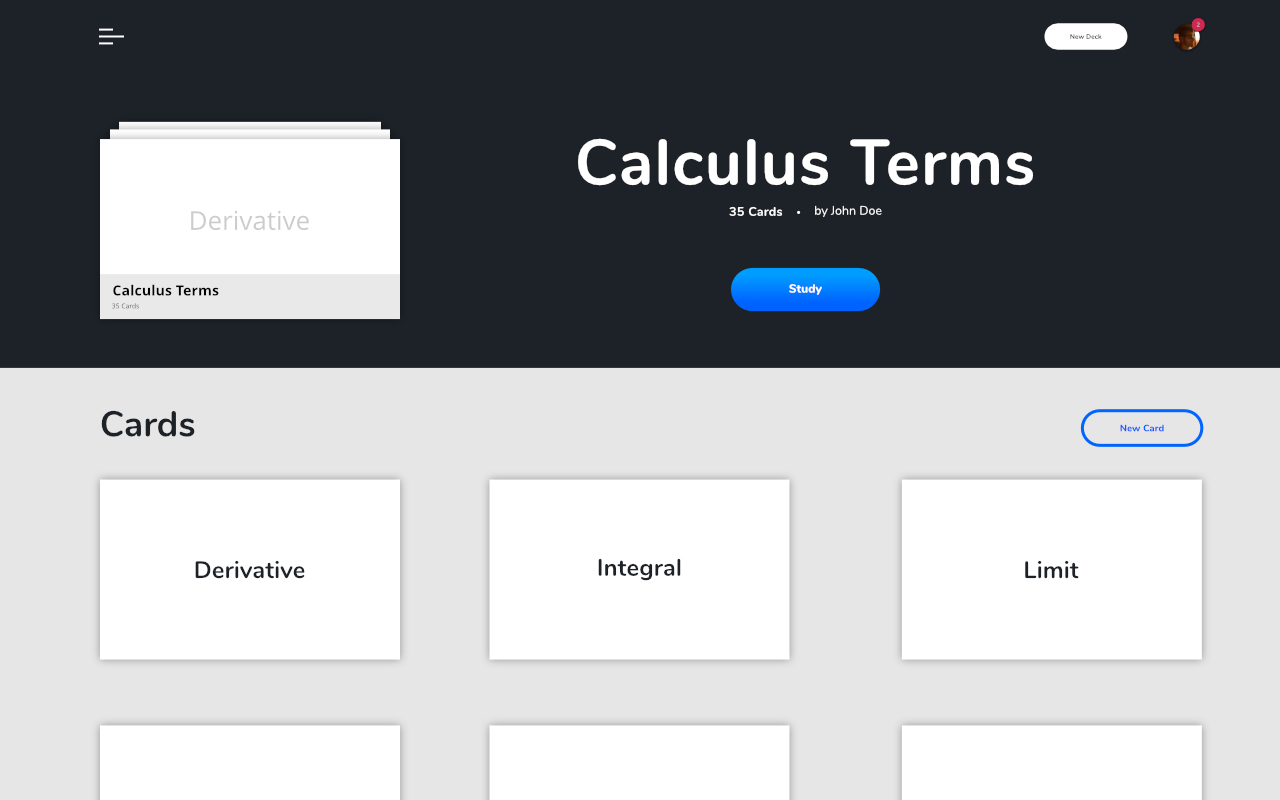 New Deck
2
Derivative
Calculus Terms
35 Cards
Calculus Terms
35 Cards • by John Doe
Study
Cards
New Card
Derivative
Integral
Limit